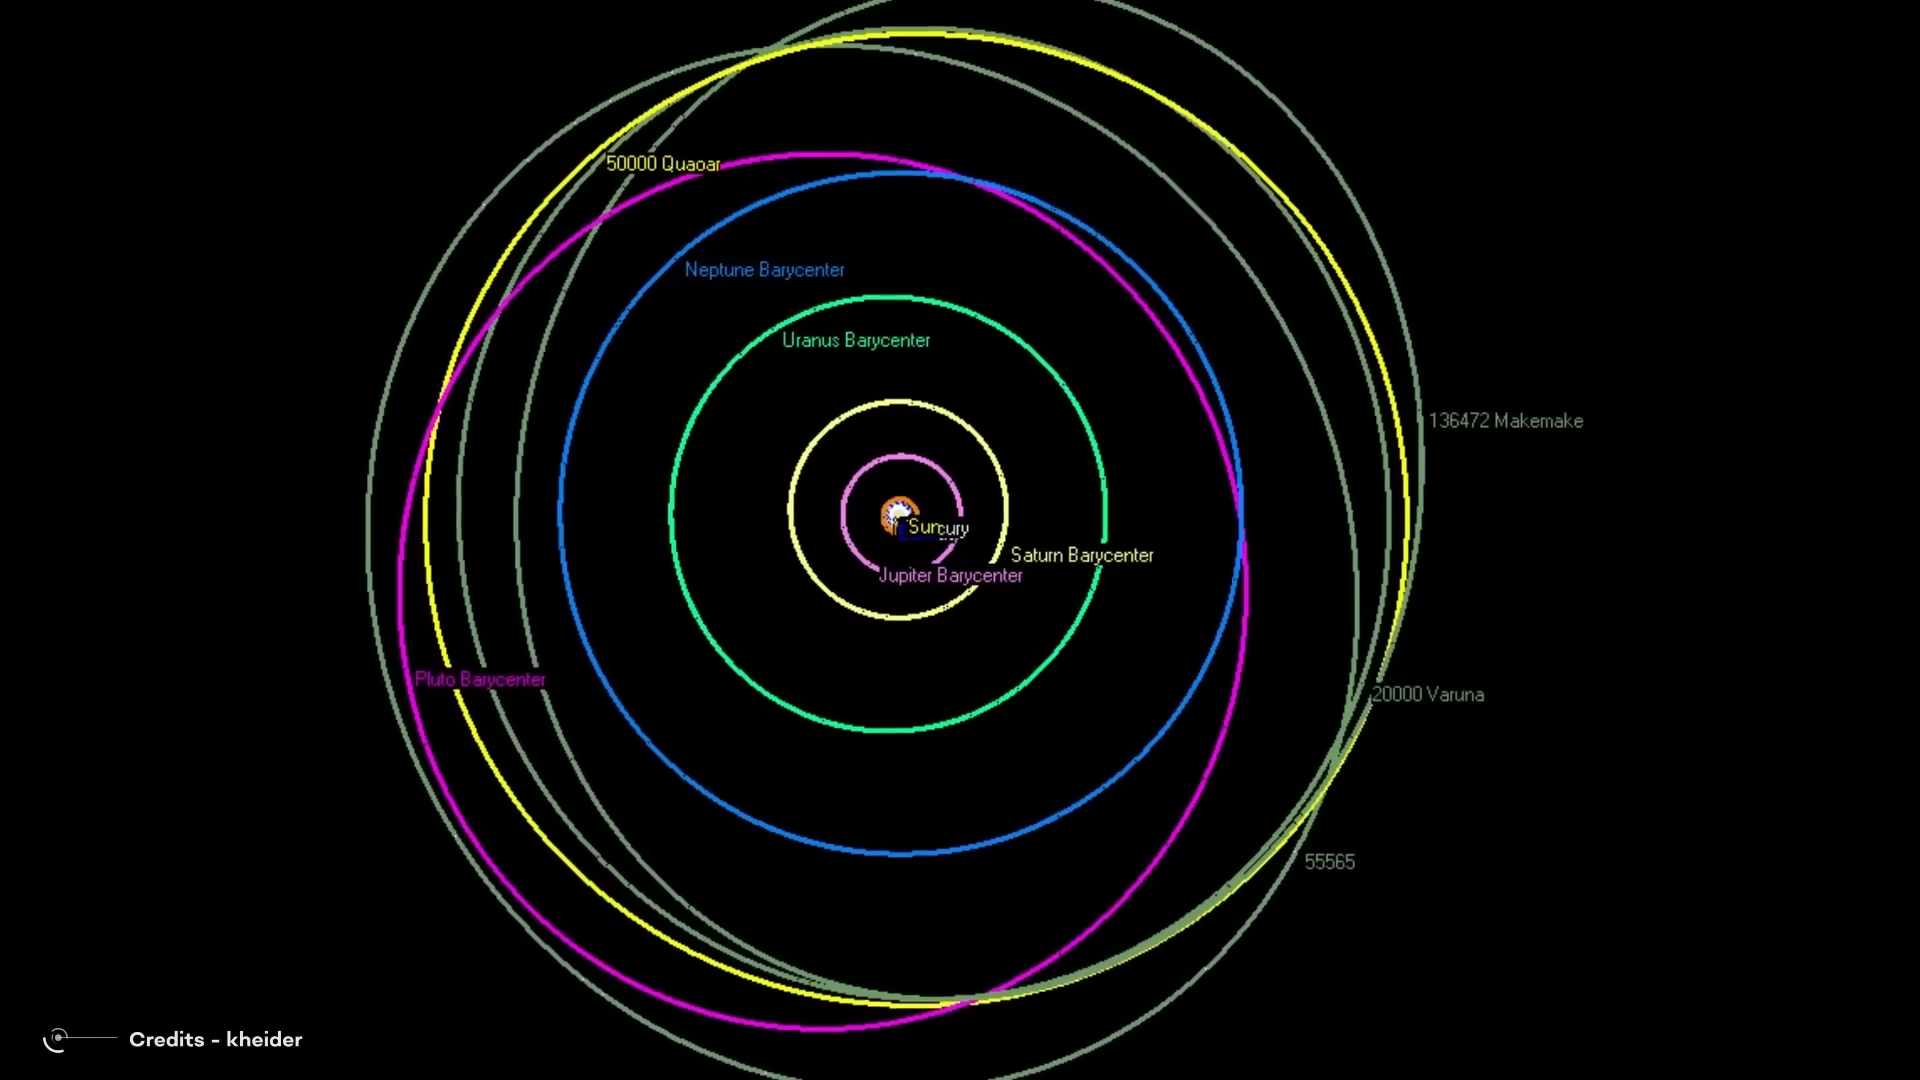 50000 Quaoar
Neptune Barycenter
Uranus Barycenter
136472 Makemake
Sun
Saturn Barycenter
Jupiter Barycenter
Pluto Barycenter
20000 Varuna
55565
Credits - kheider